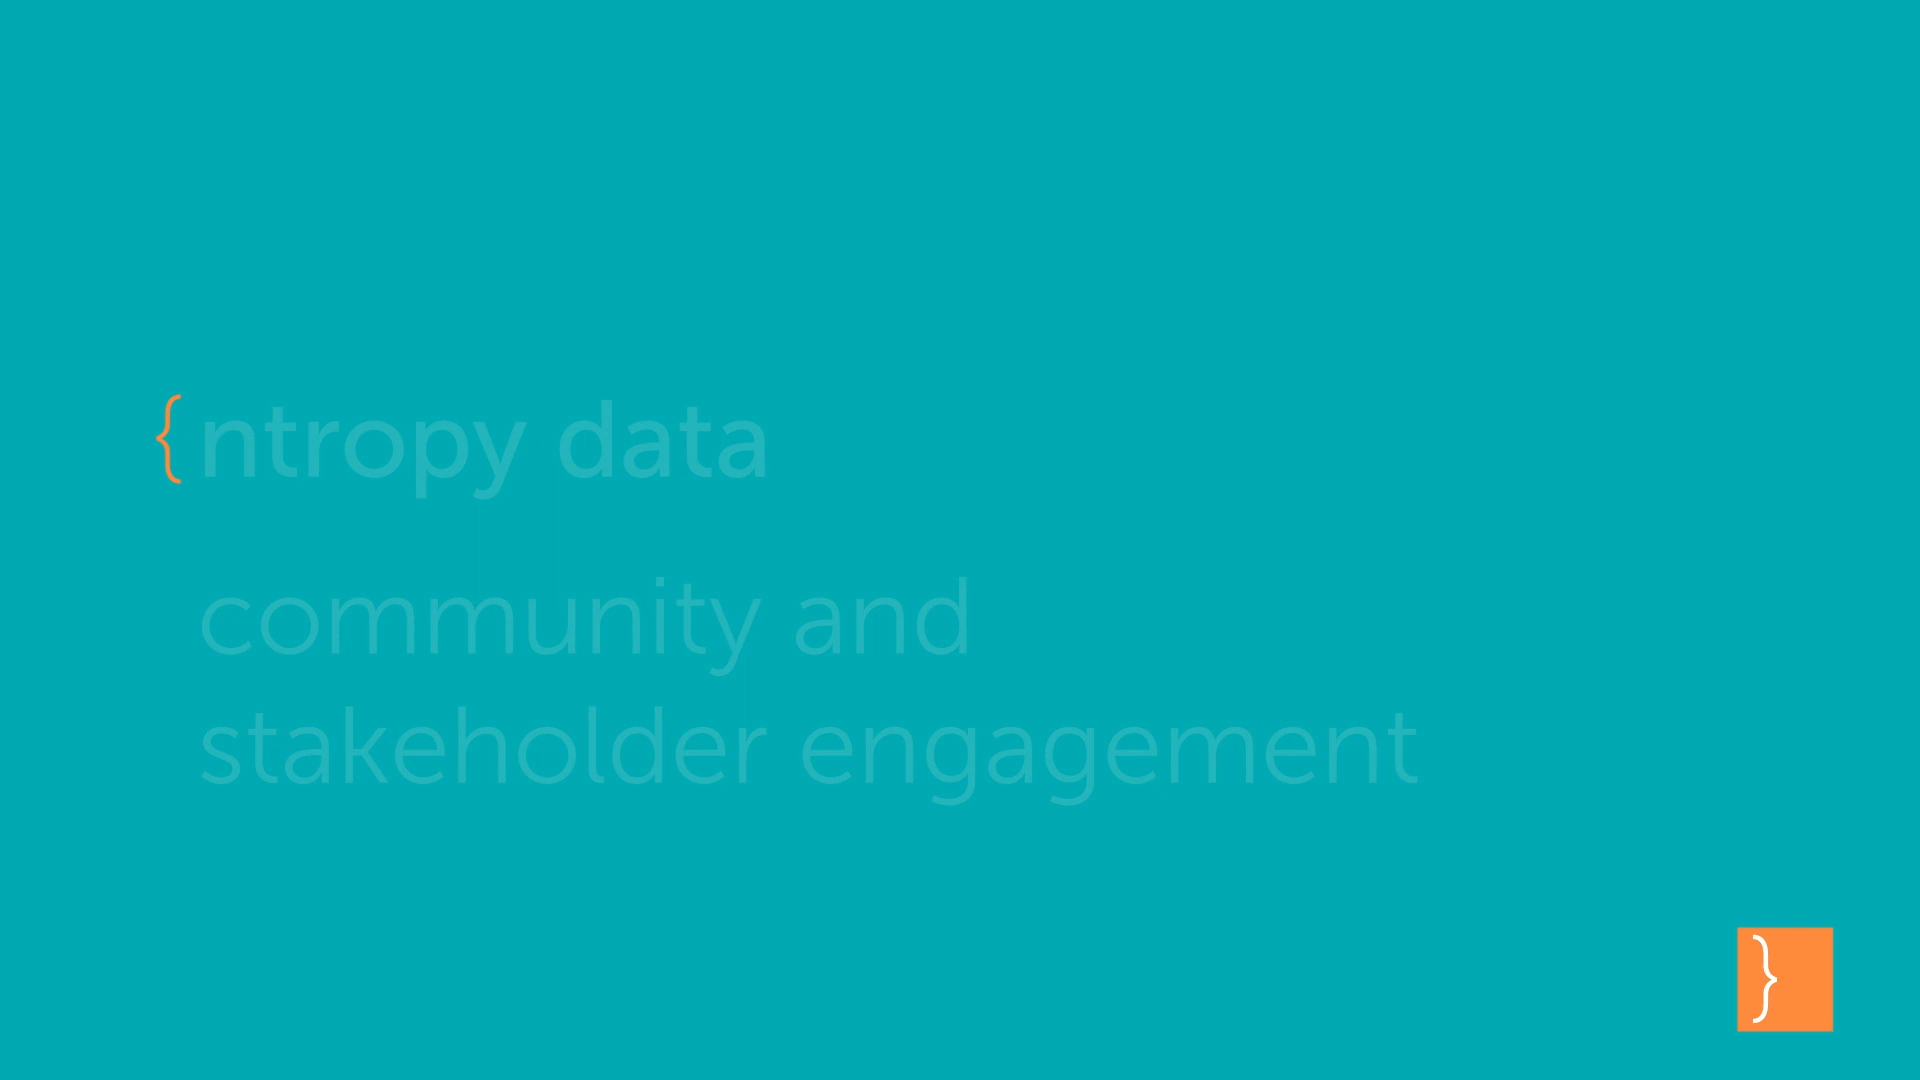 {ntropy data
community and
stakeholder engagement
}